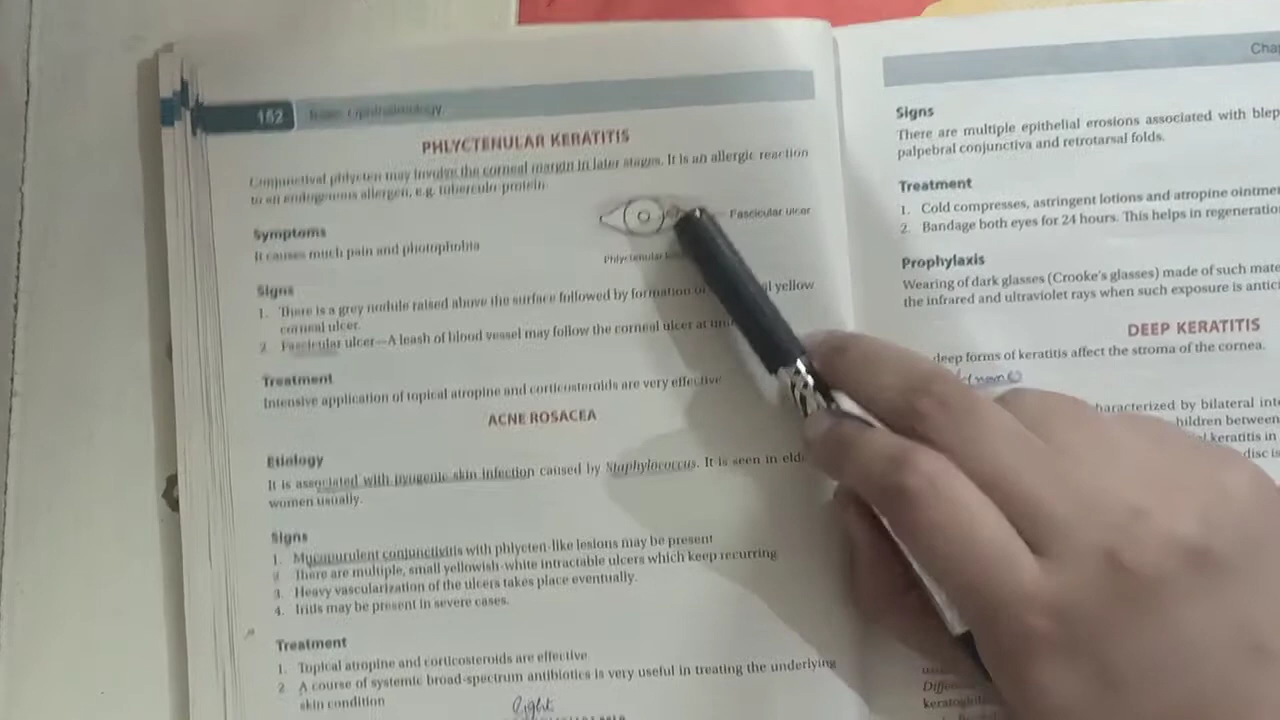 152 Basic Ophthalmology
PHLYCTENULAR KERATITIS
Conjunctival phlycten may involve the corneal margin in later stages. It is an allergic reaction
to an endogenous allergen, e.g. tuberculo protein.
Fascicular ulcer
Symptoms
It causes much pain and photophobia
Phlyctenular
Signs
1. There is a grey nodule raised above the surface followed by formation of yellow
corneal ulcer.
2. Fascicular ulcer—A leash of blood vessel may follow the corneal ulcer at
Treatment
Intensive application of topical atropine and corticosteroids are very effective
ACNE ROSACEA
Etiology
It is associated with pyogenic skin infection caused by Staphylococcus. It is seen in
women usually.
Signs
1. Mucopurulent conjunctivitis with phlycten-like lesions may be present
2. There are multiple, small yellowish-white intractable ulcers which keep recurring
3. Heavy vascularization of the ulcers takes place eventually.
4. Iritis may be present in severe cases.
Treatment
1. Topical atropine and corticosteroids are effective
2. A course of systemic broad-spectrum antibiotics is very useful in treating the underlying
skin condition
Light
Signs
There are multiple epithelial erosions associated with
palpebral conjunctiva and retrotarsal folds.
Treatment
1. Cold compresses, astringent lotions and atropine
2. Bandage both eyes for 24 hours. This helps in
Prophylaxis
Wearing of dark glasses (Crooke's glasses) made of such
the infrared and ultraviolet rays when such exposure is
DEEP KERATITIS
deep forms of keratitis affect the stroma of the cornea.
characterized by bilateral
between
keratitis in
disc is